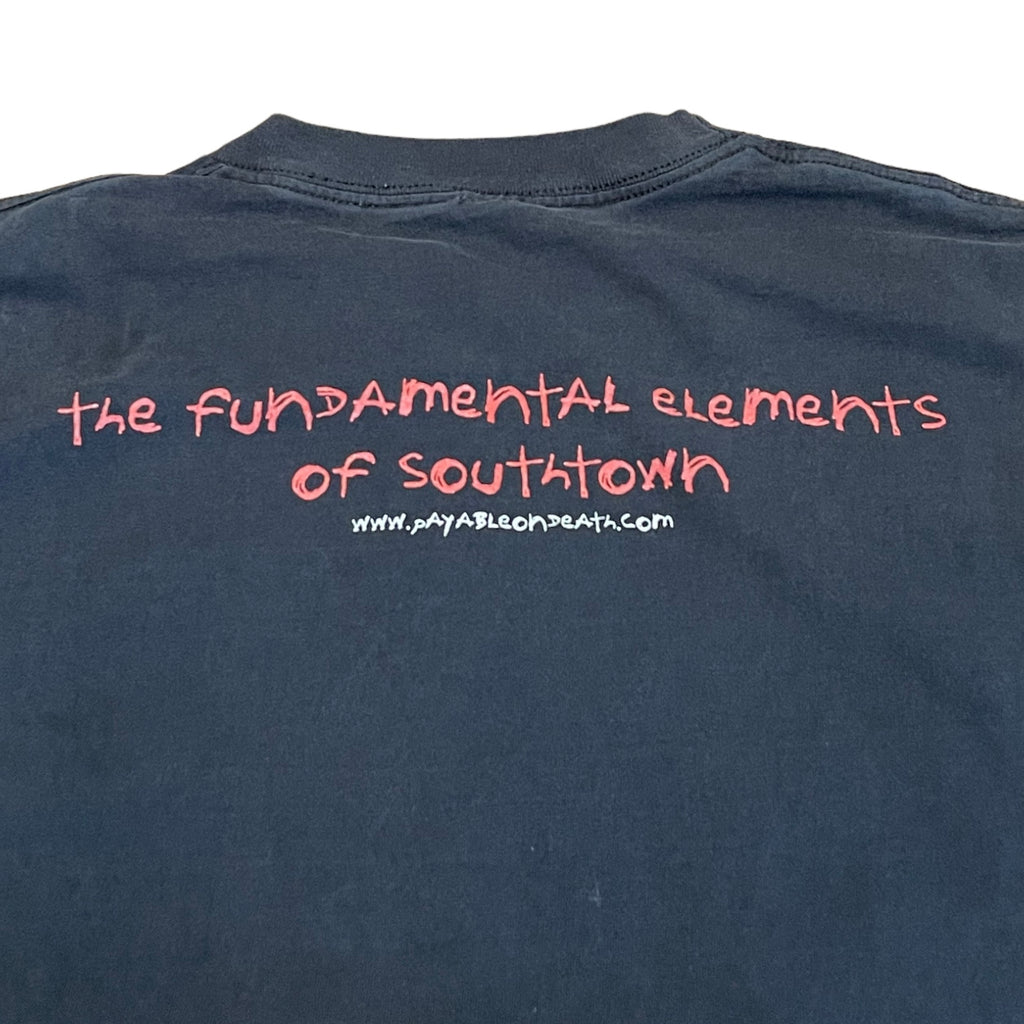 the funDAmentAL eLements
of southtown
www.pAyABLeonDeAth.com